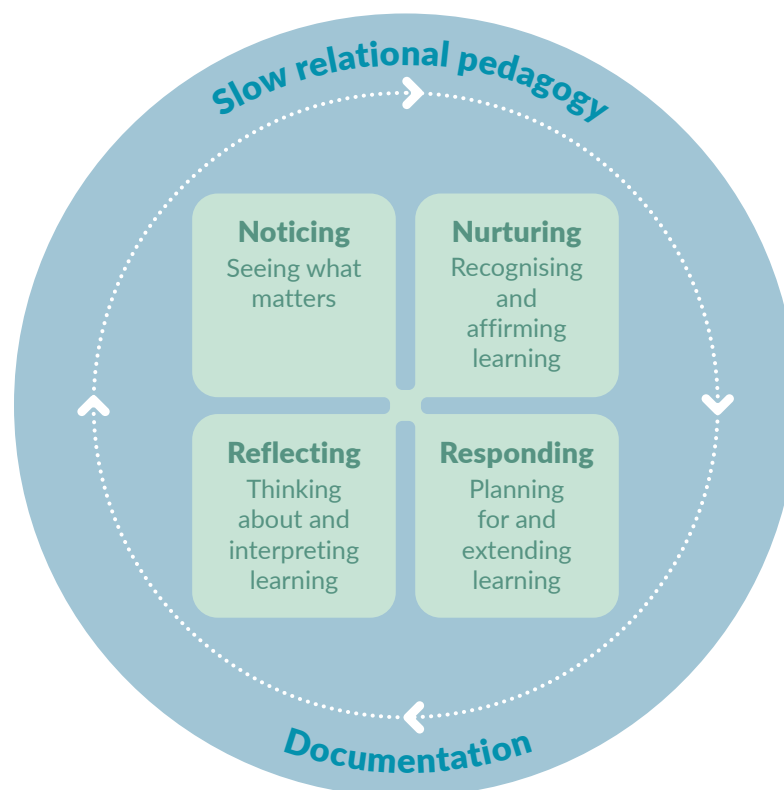 Slow relational pedagogy
Noticing
Seeing what
matters
Nurturing
Recognising
and
affirming
learning
Reflecting
Thinking
about and
interpreting
learning
Responding
Planning
for and
extending
learning
Documentation